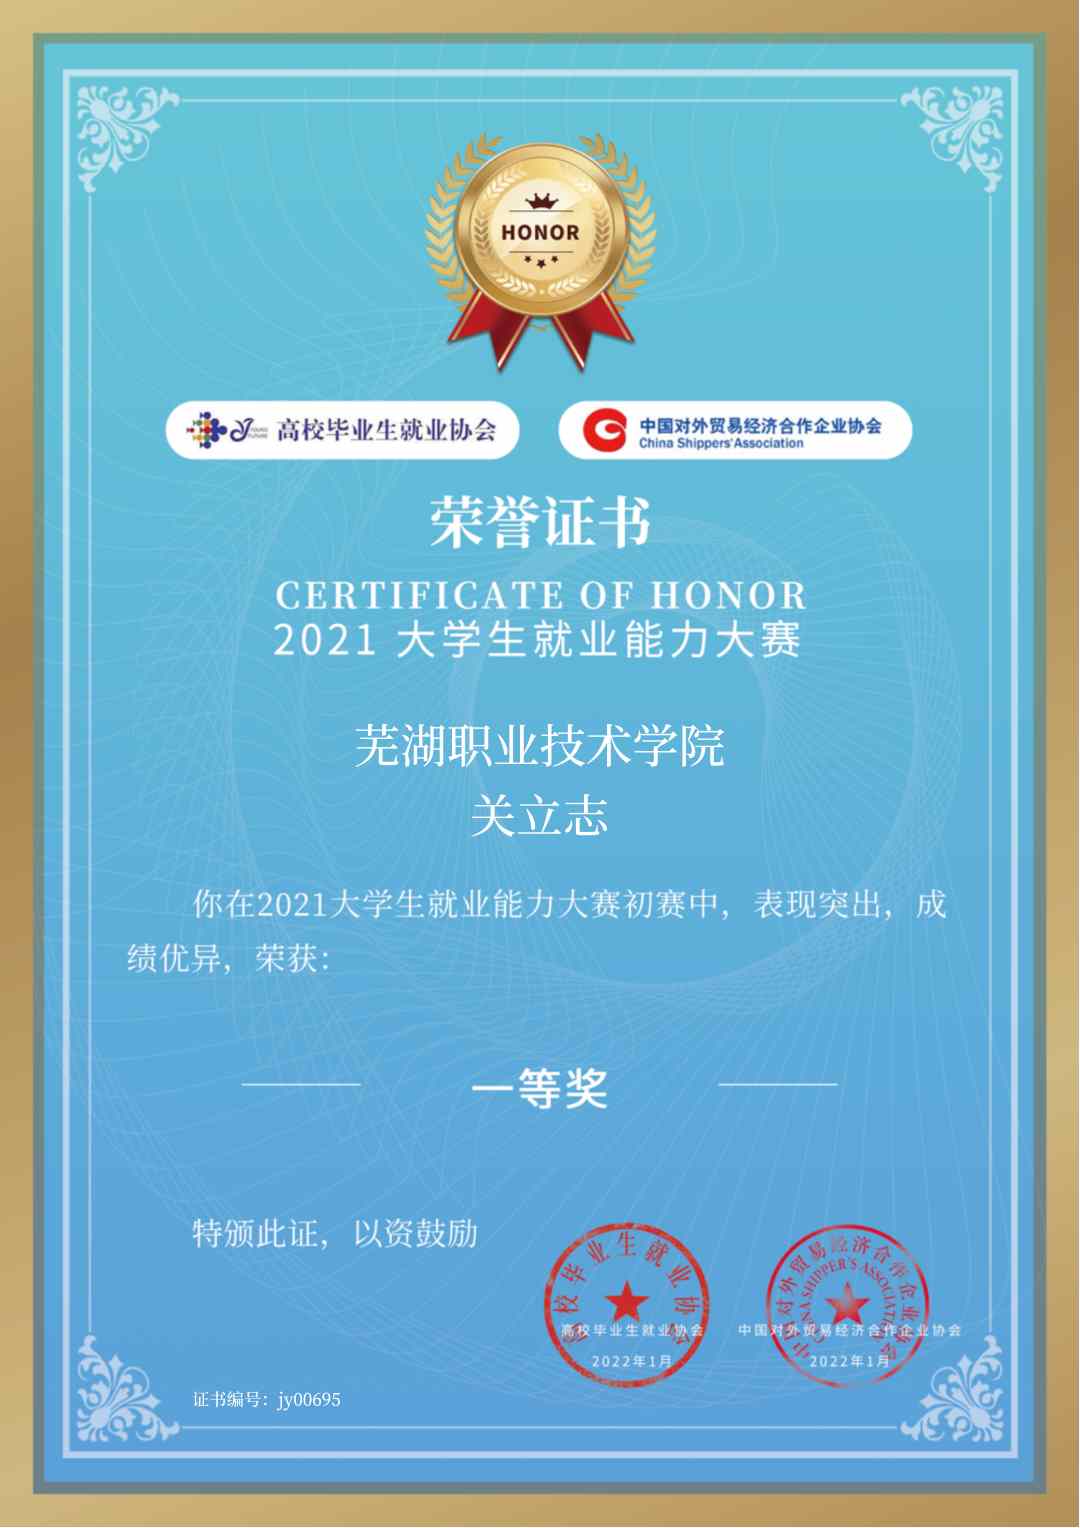 HONOR
YOUNG
FUTURE
高校毕业生就业协会
中国对外贸易经济合作企业协会
China Shippers'Association
荣誉证书
CERTIFICATE OF HONOR
2021 大学生就业能力大赛
芜湖职业技术学院
关立志
你在2021大学生就业能力大赛初赛中，表现突出，成
绩优异，荣获：
一等奖
特颁此证，以资鼓励
高校毕业生就业协会
高校毕业生就业协会
2022年1月
中国对外贸易经济合作企业协会
CHINA SHIPPER'S ASSOCIATION
中国对外贸易经济合作企业协会
2022年1月
证书编号：jy00695